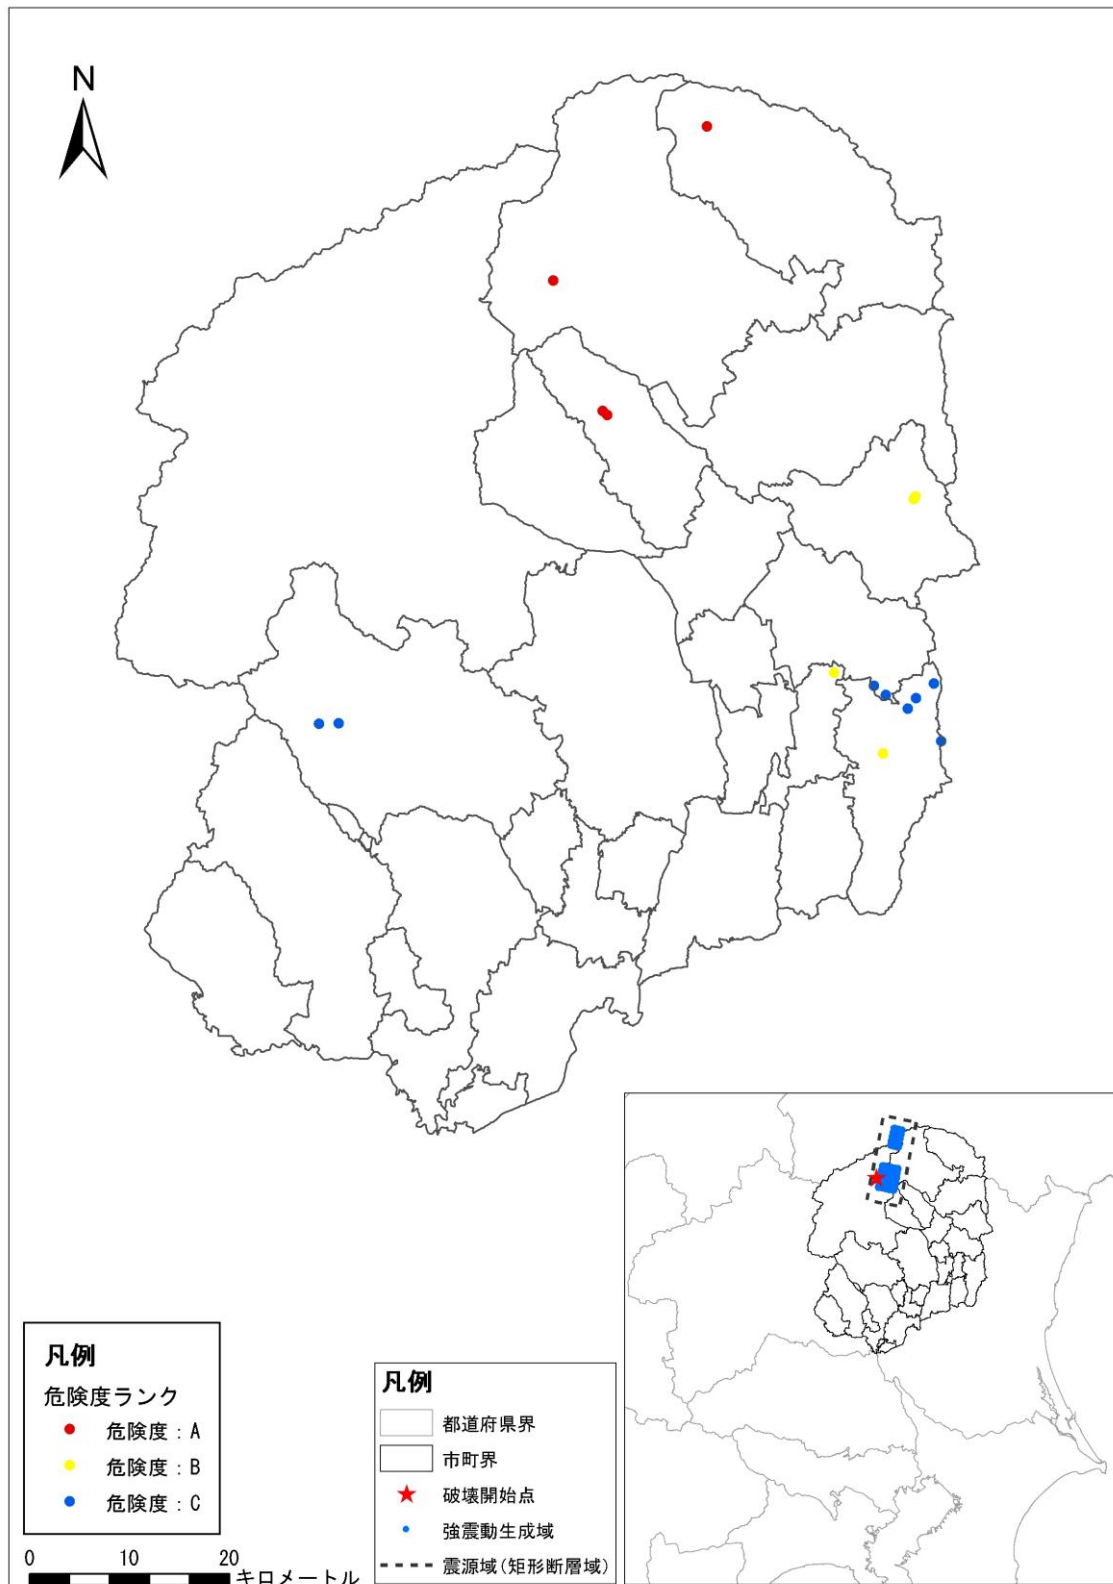 N
凡例
危険度ランク
危険度：A
危険度：B
危険度：C
0 10 20
キロメートル
凡例
都道府県界
市町界
破壊開始点
強震動生成域
震源域(矩形断層域)